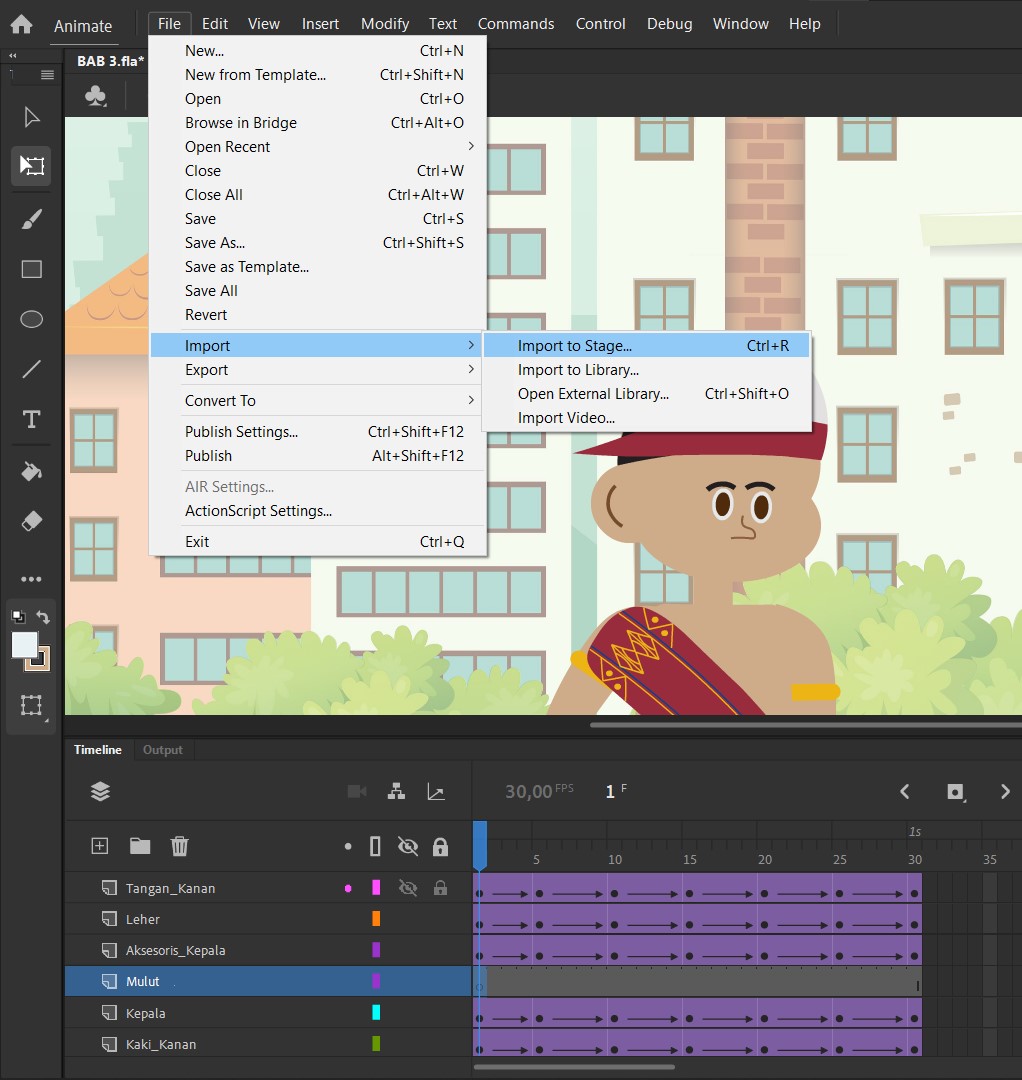 Animate File Edit View Insert Modify Text Commands Control Debug Window Help
BAB 3.fla*
New... Ctrl+N
New from Template... Ctrl+Shift+N
Open Ctrl+O
Browse in Bridge Ctrl+Alt+O
Open Recent
Close Ctrl+W
Close All Ctrl+Alt+W
Save Ctrl+S
Save As... Ctrl+Shift+S
Save as Template...
Save All
Revert
Import
Export
Convert To
Publish Settings... Ctrl+Shift+F12
Publish Alt+Shift+F12
AIR Settings...
ActionScript Settings...
Exit Ctrl+Q
Import to Stage... Ctrl+R
Import to Library...
Open External Library... Ctrl+Shift+O
Import Video...
Timeline Output
30,00 FPS 1 F
1s
5 10 15 20 25 30 35
Tangan_Kanan
Leher
Aksesoris_Kepala
Mulut
Kepala
Kaki_Kanan